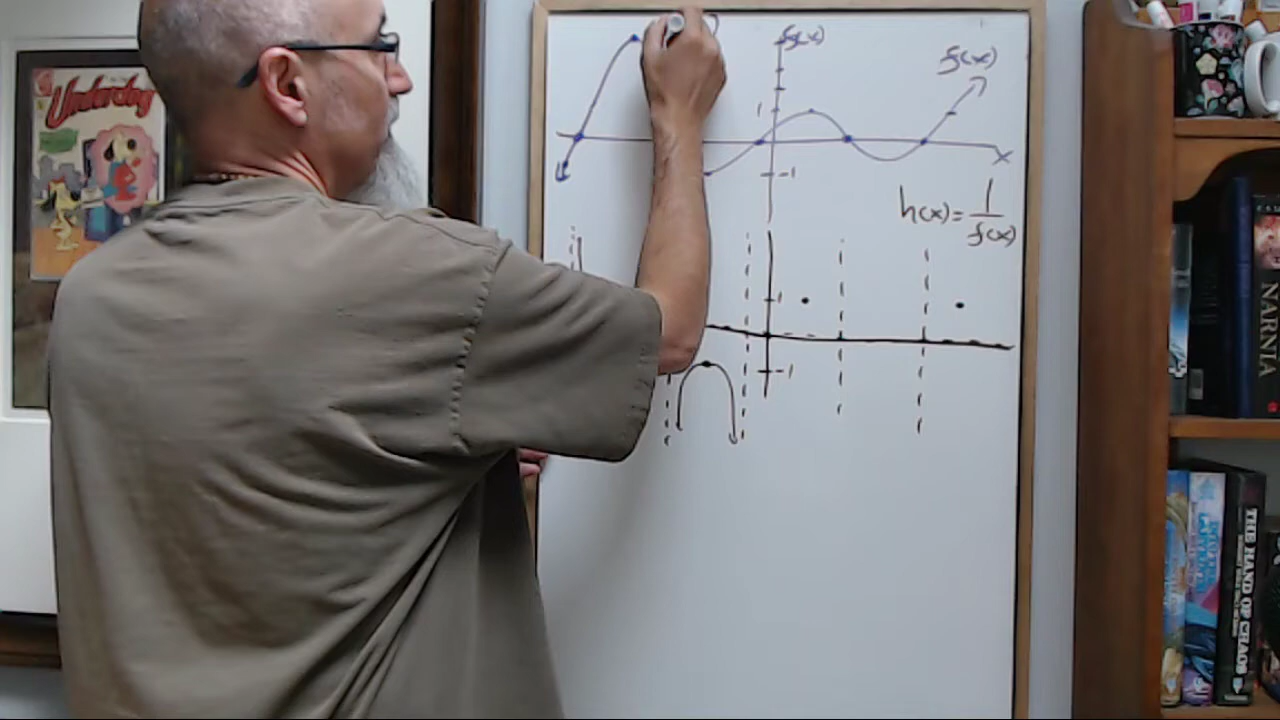 Underdog
f(x)
f(x)
1
x
-1
h(x)=1/f(x)
1
-1
NARNIA
THE HAND OF CHAOS